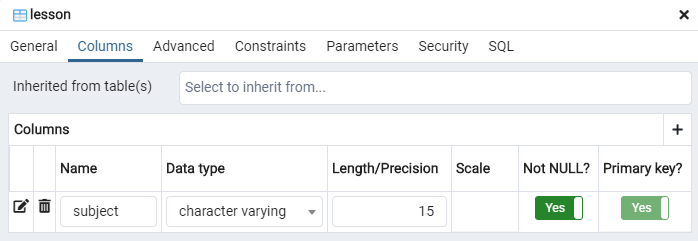 lesson
General Columns Advanced Constraints Parameters Security SQL
Inherited from table(s) Select to inherit from...
Columns
Name Data type Length/Precision Scale Not NULL? Primary key?
subject character varying 15 Yes Yes